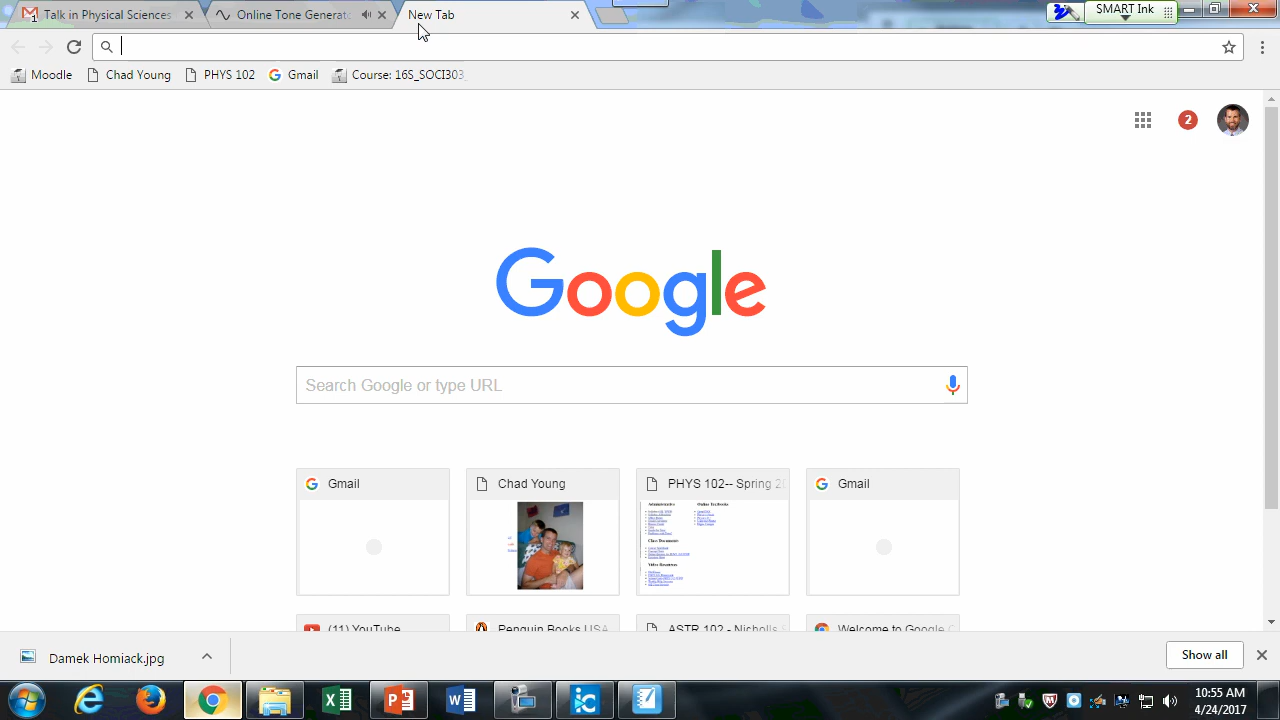 Talk in Physical Sciences
Online Tone Generato
New Tab
SMART Ink
Moodle
Chad Young
PHYS 102
Gmail
Course: 16S_SOCI303
2
Google
Search Google or type URL
Gmail
Chad Young
PHYS 102-- Spring 2
Gmail
(11) YouTube
Penguin Books USA
ASTR 102 - Nicholls
Welcome to Google
Damek Homiack.jpg
Show all
10:55 AM
4/24/2017